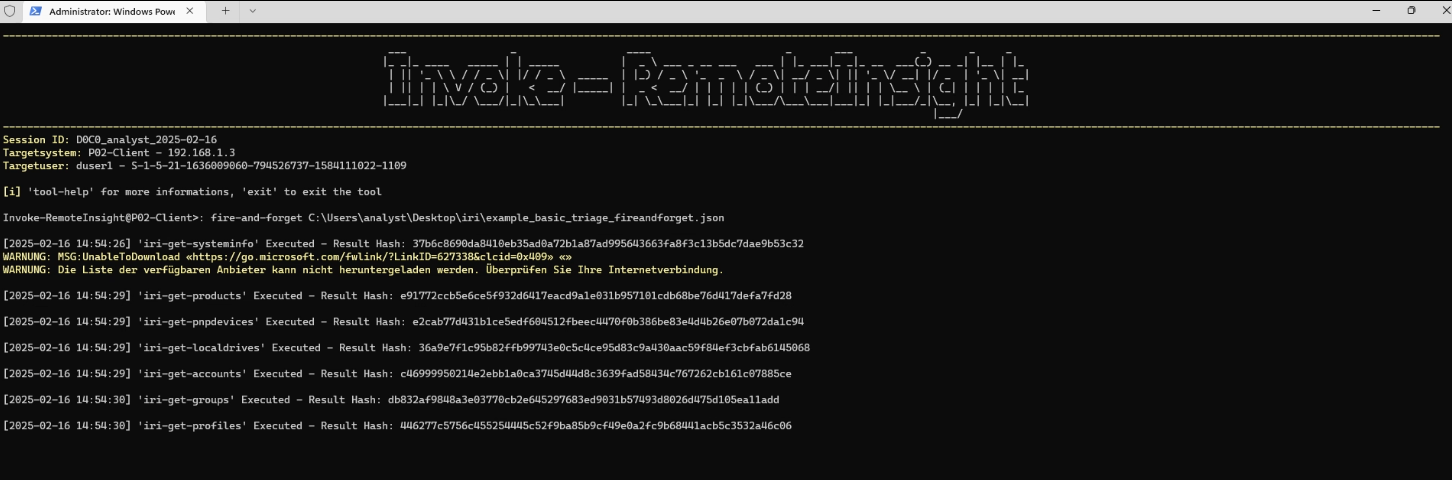 Administrator: Windows Powe
Invoke-RemoteInsight
Session ID: D0C0_analyst_2025-02-16
Targetsystem: P02-Client - 192.168.1.3
Targetuser: duser1 - S-1-5-21-1636009060-794526737-1584111022-1109
[i] 'tool-help' for more informations, 'exit' to exit the tool
Invoke-RemoteInsight@P02-Client>: fire-and-forget C:\Users\analyst\Desktop\iri\example_basic_triage_fireandforget.json
[2025-02-16 14:54:26] 'iri-get-systeminfo' Executed - Result Hash: 37b6c8690da8410eb35ad0a72b1a87ad995643663fa8f3c13b5dc7dae9b53c32
WARNUNG: MSG:UnableToDownload «https://go.microsoft.com/fwlink/?LinkID=627338&clcid=0x409» «»
WARNUNG: Die Liste der verfügbaren Anbieter kann nicht heruntergeladen werden. Überprüfen Sie Ihre Internetverbindung.
[2025-02-16 14:54:29] 'iri-get-products' Executed - Result Hash: e91772ccb5e6ce5f932d6417eacd9a1e031b957101cdb68be76d417defa7fd28
[2025-02-16 14:54:29] 'iri-get-pnpdevices' Executed - Result Hash: e2cab77d431b1ce5edf604512fbeec4470f0b386be83e4d4b26e07b072da1c94
[2025-02-16 14:54:29] 'iri-get-localdrives' Executed - Result Hash: 36a9e7f1c95b82ffb99743e0c5c4ce95d83c9a430aac59f84ef3cbfab6145068
[2025-02-16 14:54:29] 'iri-get-accounts' Executed - Result Hash: c46999950214e2ebb1a0ca3745d44d8c3639fad58434c767262cb161c07885ce
[2025-02-16 14:54:30] 'iri-get-groups' Executed - Result Hash: db832af9848a3e03770cb2e645297683ed9031b57493d8026d475d105ea11add
[2025-02-16 14:54:30] 'iri-get-profiles' Executed - Result Hash: 446277c5756c455254445c52f9ba85b9cf49e0a2fc9b68441acb5c3532a46c06